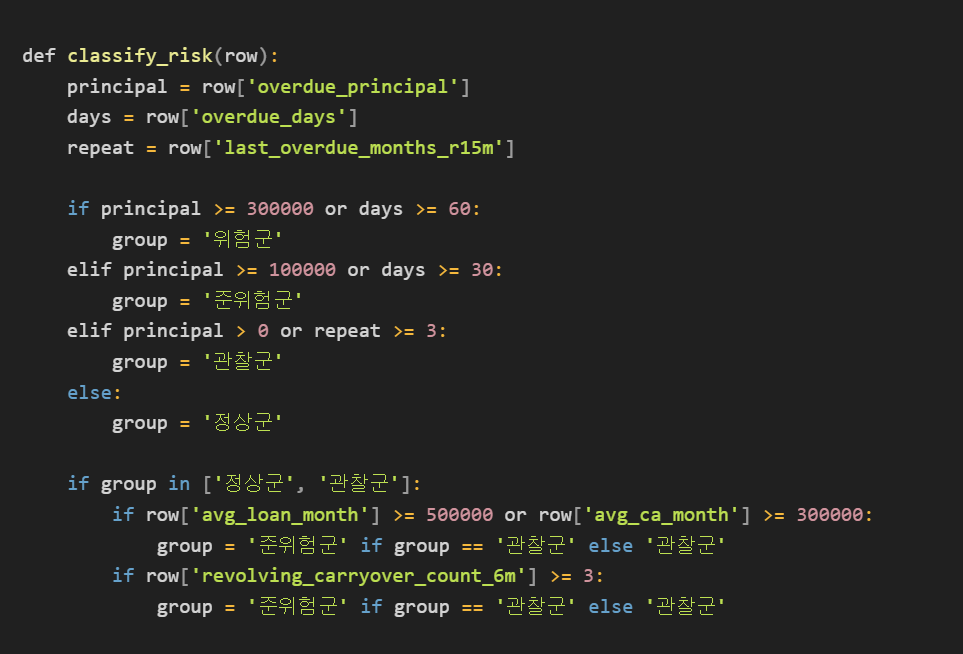 def classify_risk(row):
    principal = row['overdue_principal']
    days = row['overdue_days']
    repeat = row['last_overdue_months_r15m']
    if principal >= 300000 or days >= 60:
        group = '위험군'
    elif principal >= 100000 or days >= 30:
        group = '준위험군'
    elif principal > 0 or repeat >= 3:
        group = '관찰군'
    else:
        group = '정상군'
    if group in ['정상군', '관찰군']:
        if row['avg_loan_month'] >= 500000 or row['avg_ca_month'] >= 300000:
            group = '준위험군' if group == '관찰군' else '관찰군'
        if row['revolving_carryover_count_6m'] >= 3:
            group = '준위험군' if group == '관찰군' else '관찰군'